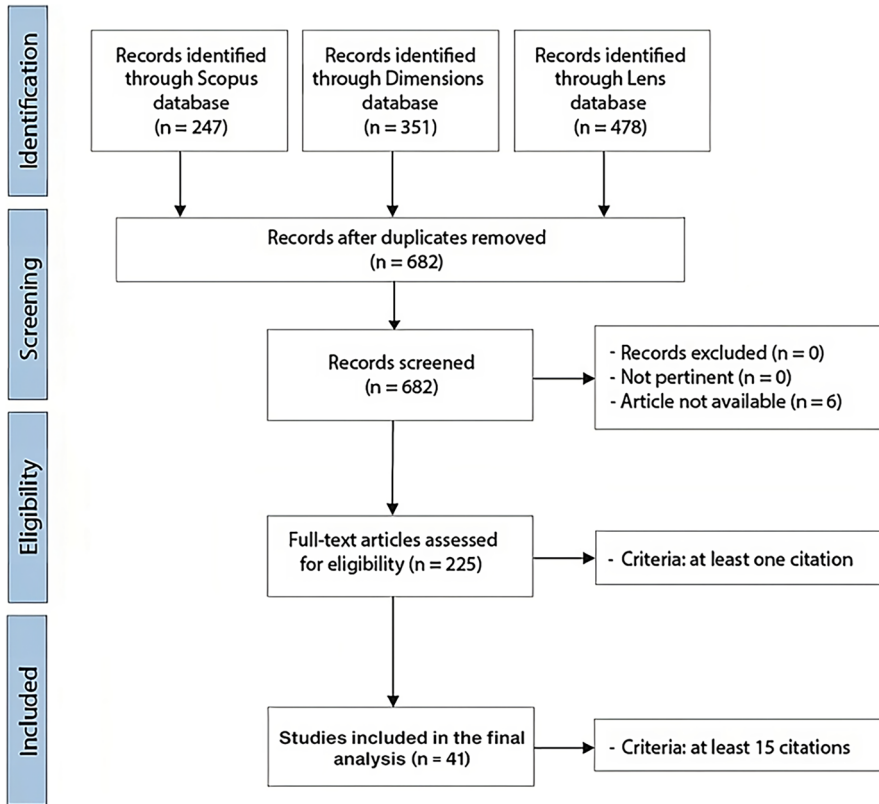 Identification
Records identified
through Scopus
database
(n = 247)
Records identified
through Dimensions
database
(n = 351)
Records identified
through Lens
database
(n = 478)
Screening
Records after duplicates removed
(n = 682)
Records screened
(n = 682)
- Records excluded (n = 0)
- Not pertinent (n = 0)
- Article not available (n = 6)
Eligibility
Full-text articles assessed
for eligibility (n = 225)
- Criteria: at least one citation
Included
Studies included in the final
analysis (n = 41)
- Criteria: at least 15 citations